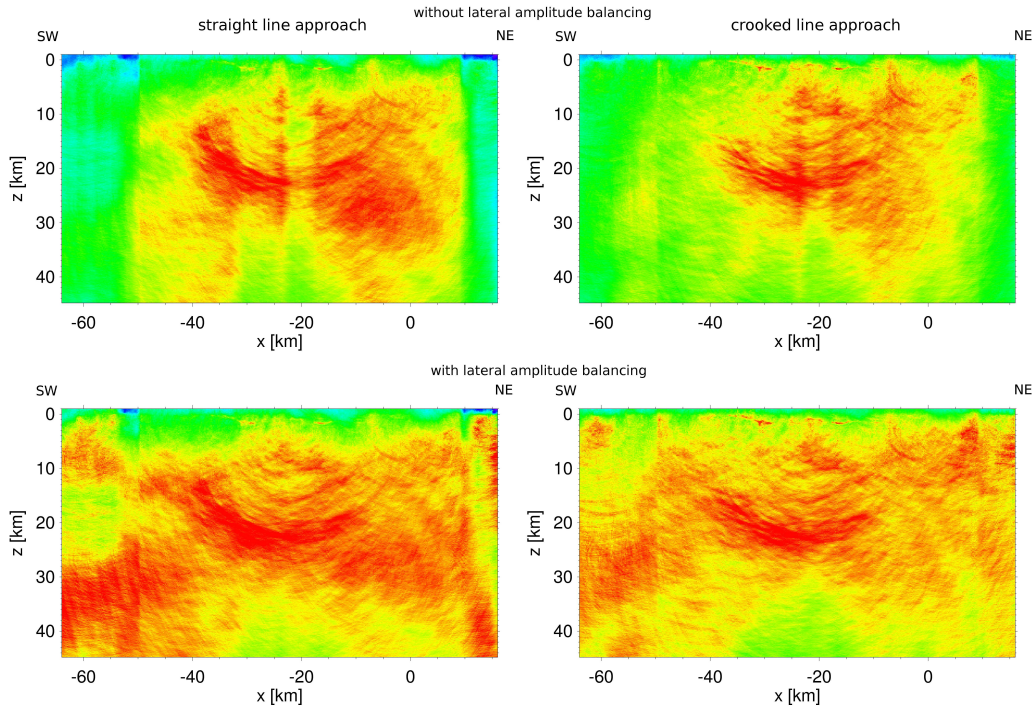 without lateral amplitude balancing
straight line approach
crooked line approach
SW NE SW NE
0 0
10 10
20 20
30 30
40 40
z [km] z [km]
-60 -40 -20 0 -60 -40 -20 0
x [km] x [km]
with lateral amplitude balancing
SW NE SW NE
0 0
10 10
20 20
30 30
40 40
z [km] z [km]
-60 -40 -20 0 -60 -40 -20 0
x [km] x [km]